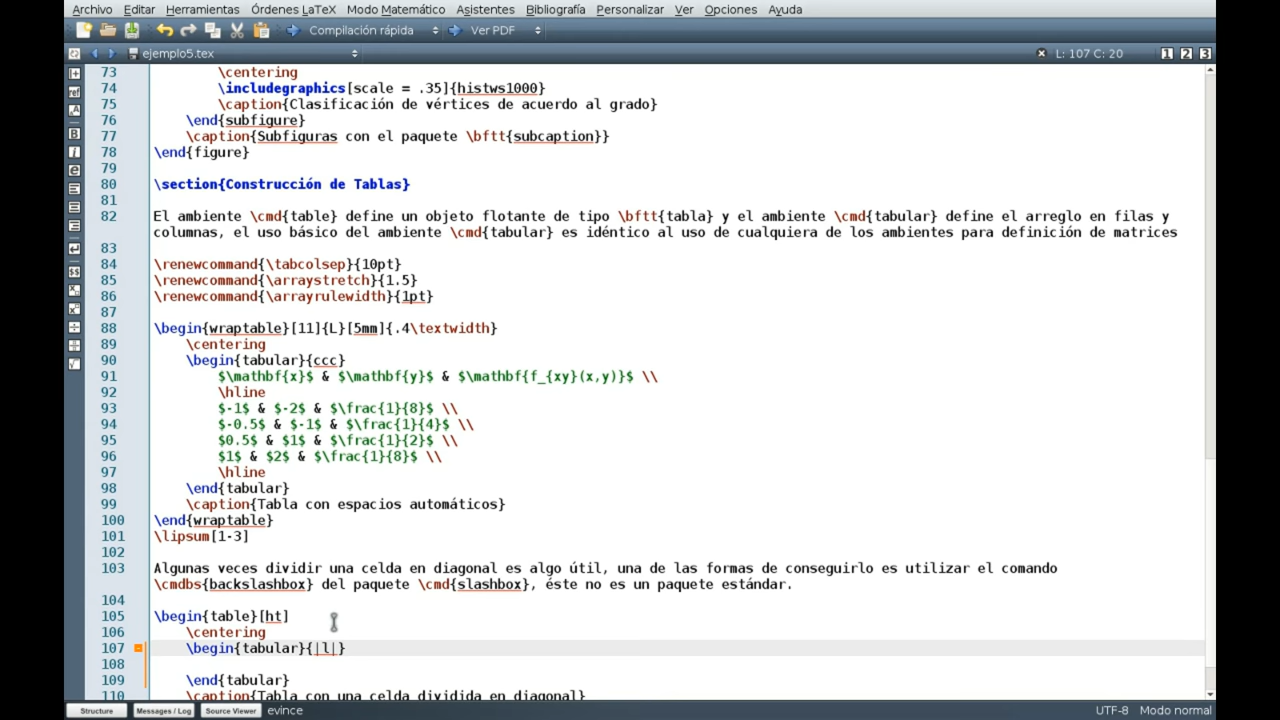 Archivo Editar Herramientas Órdenes LaTeX Modo Matemático Asistentes Bibliografía Personalizar Ver Opciones Ayuda
Compilación rápida Ver PDF
ejemplo5.tex L: 107 C: 20 1 2 3
73 \centering
74 \includegraphics[scale = .35]{histws1000}
75 \caption{Clasificación de vértices de acuerdo al grado}
76 \end{subfigure}
77 \caption{Subfiguras con el paquete \bftt{subcaption}}
78 \end{figure}
79
80 \section{Construcción de Tablas}
81
82 El ambiente \cmd{table} define un objeto flotante de tipo \bftt{tabla} y el ambiente \cmd{tabular} define el arreglo en filas y
columnas, el uso básico del ambiente \cmd{tabular} es idéntico al uso de cualquiera de los ambientes para definición de matrices
83
84 \renewcommand{\tabcolsep}{10pt}
85 \renewcommand{\arraystretch}{1.5}
86 \renewcommand{\arrayrulewidth}{1pt}
87
88 \begin{wraptable}[11]{L}[5mm]{.4\textwidth}
89 \centering
90 \begin{tabular}{ccc}
91 $\mathbf{x}$ & $\mathbf{y}$ & $\mathbf{f_{xy}(x,y)}$ \\
92 \hline
93 $-1$ & $-2$ & $\frac{1}{8}$ \\
94 $-0.5$ & $-1$ & $\frac{1}{4}$ \\
95 $0.5$ & $1$ & $\frac{1}{2}$ \\
96 $1$ & $2$ & $\frac{1}{8}$ \\
97 \hline
98 \end{tabular}
99 \caption{Tabla con espacios automáticos}
100 \end{wraptable}
101 \lipsum[1-3]
102
103 Algunas veces dividir una celda en diagonal es algo útil, una de las formas de conseguirlo es utilizar el comando
\cmdbs{backslashbox} del paquete \cmd{slashbox}, éste no es un paquete estándar.
104
105 \begin{table}[ht]
106 \centering
107 \begin{tabular}{|l|}
108
109 \end{tabular}
110 \caption{Tabla con una celda dividida en diagonal}
Structure Messages / Log Source Viewer evince UTF-8 Modo normal